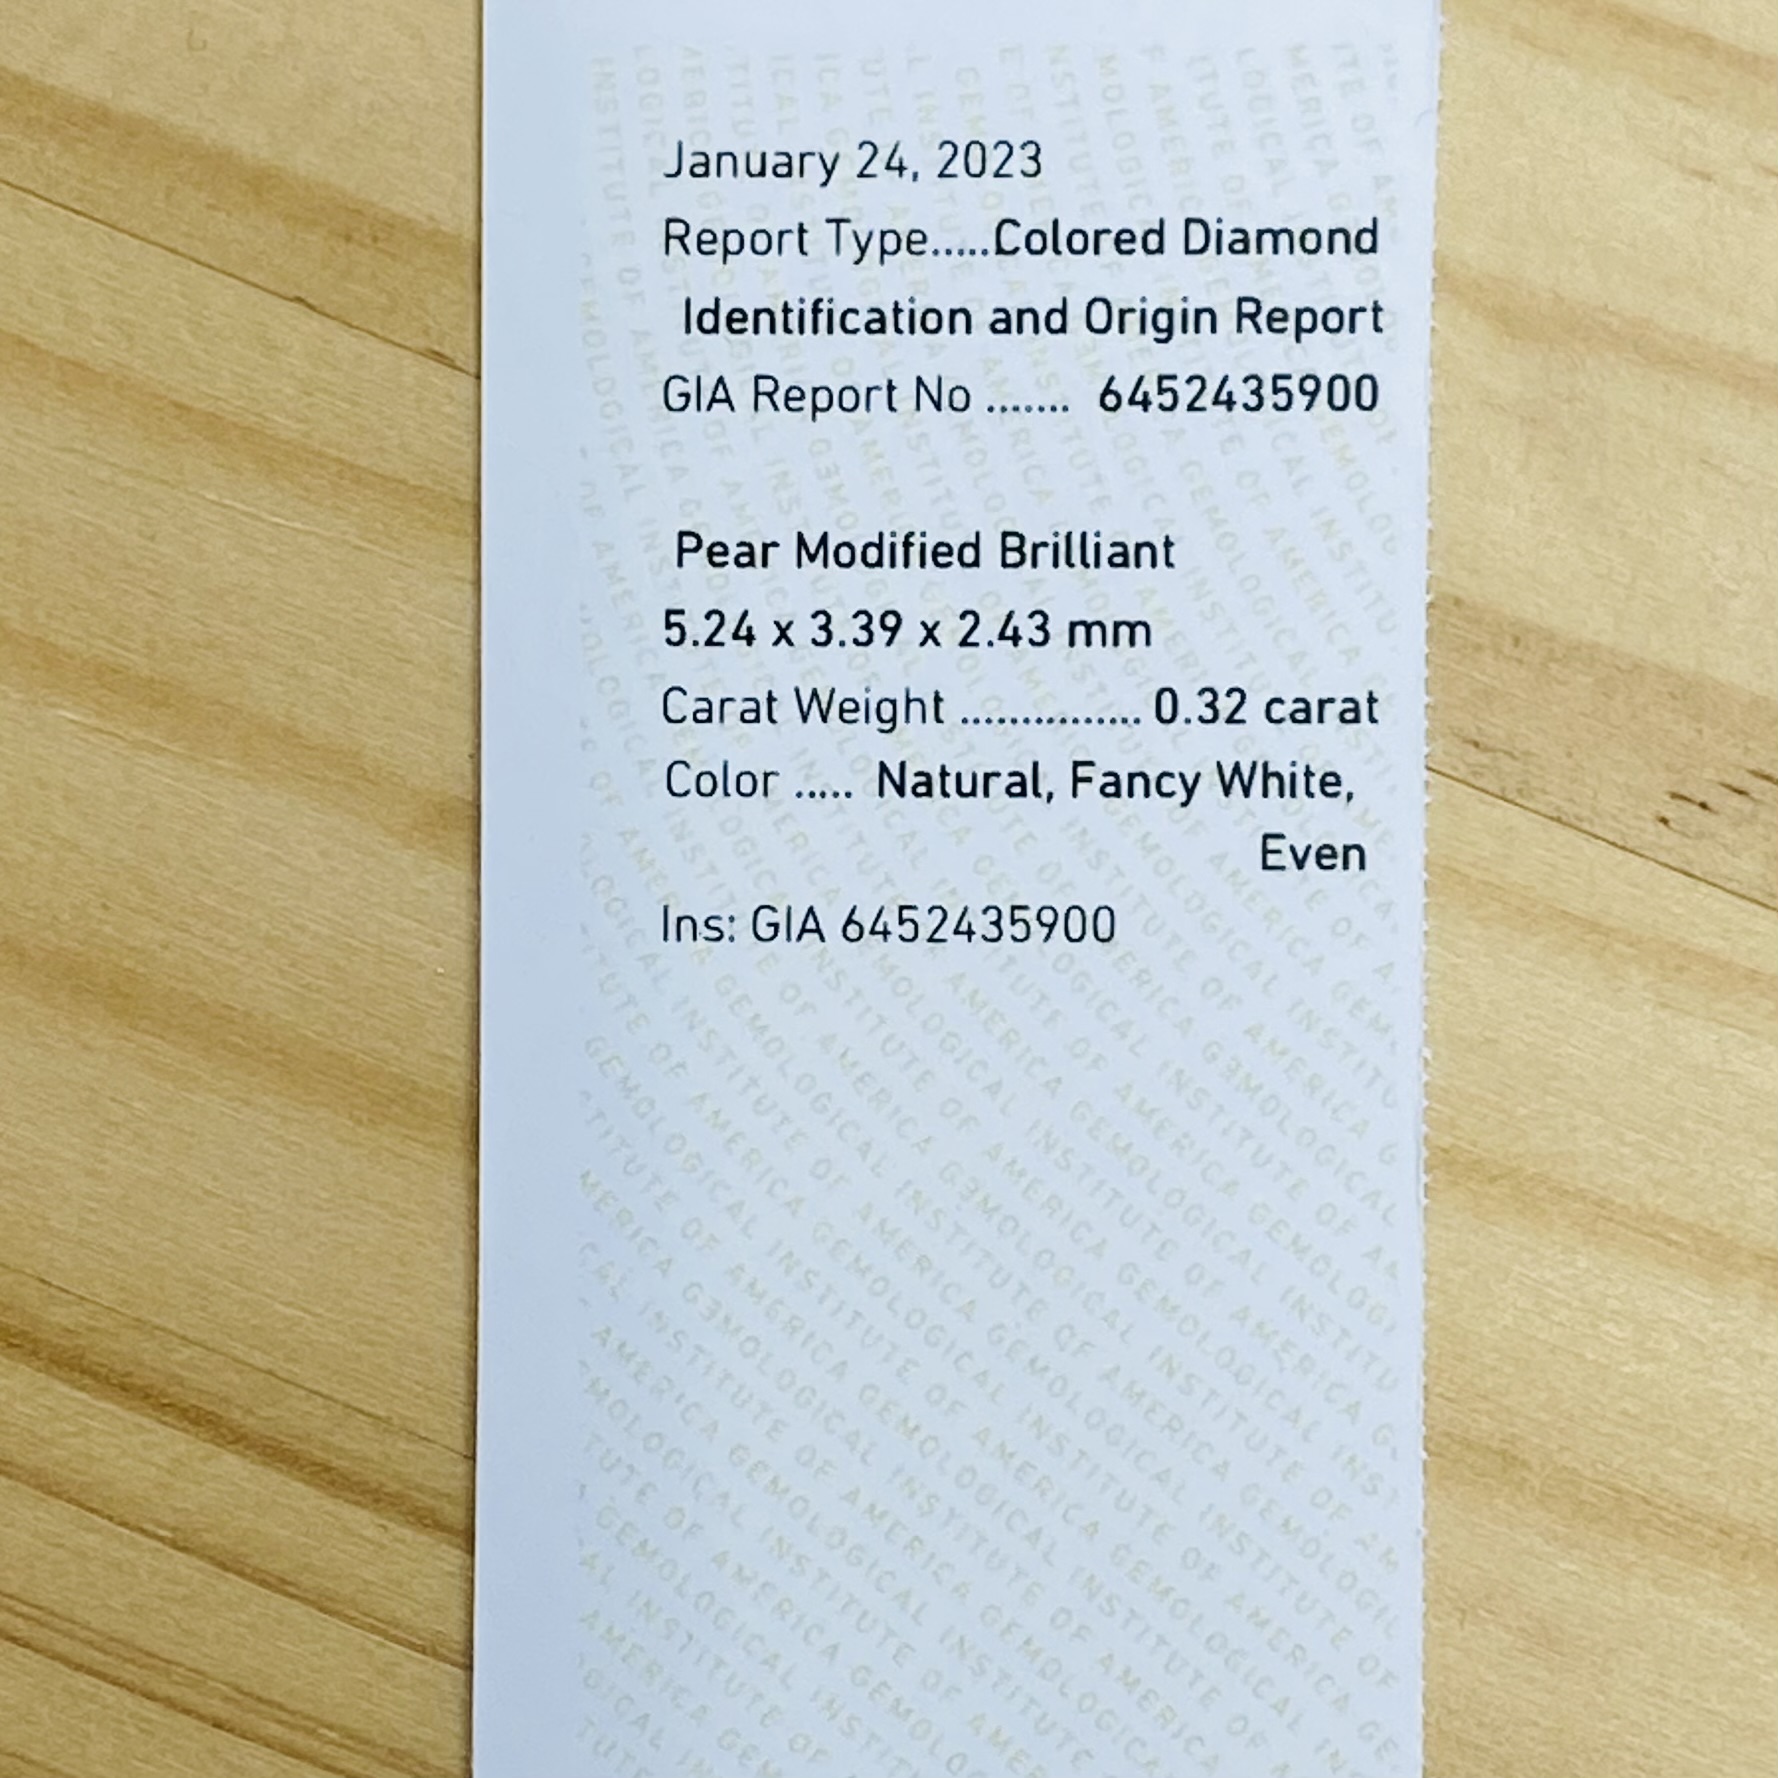 January 24, 2023
Report Type.....Colored Diamond
Identification and Origin Report
GIA Report No ....... 6452435900
Pear Modified Brilliant
5.24 x 3.39 x 2.43 mm
Carat Weight ............... 0.32 carat
Color ..... Natural, Fancy White,
Even
Ins: GIA 6452435900